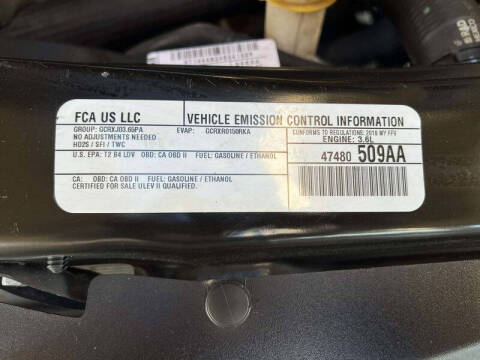 FCA US LLC VEHICLE EMISSION CONTROL INFORMATION
GROUP: GCRXJ03.65PA EVAP: GCRXR0150RKA CONFORMS TO REGULATIONS: 2016 MY FFV
NO ADJUSTMENTS NEEDED ENGINE: 3.6L
HO2S / SFI / TWC
U.S. EPA: T2 B4 LDV OBD: CA OBD II FUEL: GASOLINE / ETHANOL 47480 509AA
CA: OBD: CA OBD II FUEL: GASOLINE / ETHANOL
CERTIFIED FOR SALE ULEV II QUALIFIED.